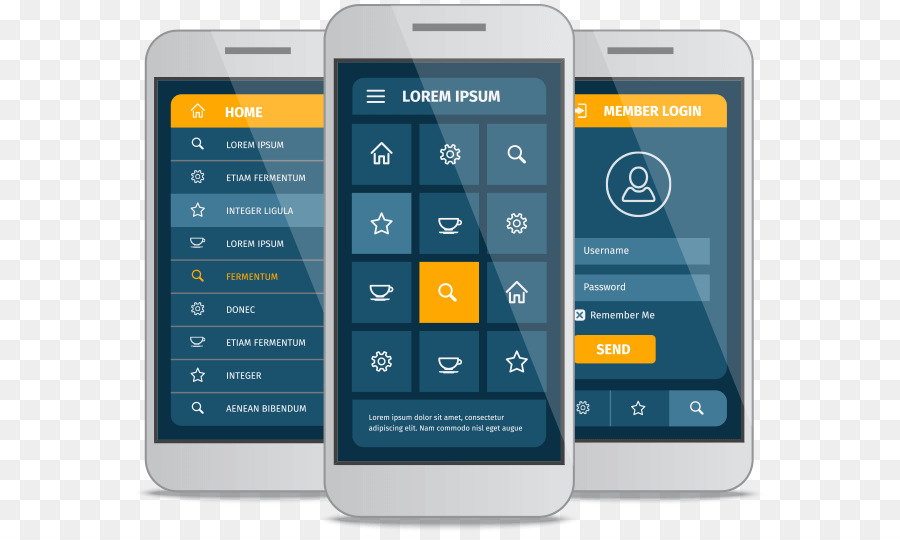 HOME
LOREM IPSUM
ETIAM FERMENTUM
INTEGER LIGULA
LOREM IPSUM
FERMENTUM
DONEC
ETIAM FERMENTUM
INTEGER
AENEAN BIBENDUM
LOREM IPSUM
Lorem ipsum dolor sit amet, consectetur
adipiscing elit. Nam commodo nisl eget augue
MEMBER LOGIN
Username
Password
Remember Me
SEND